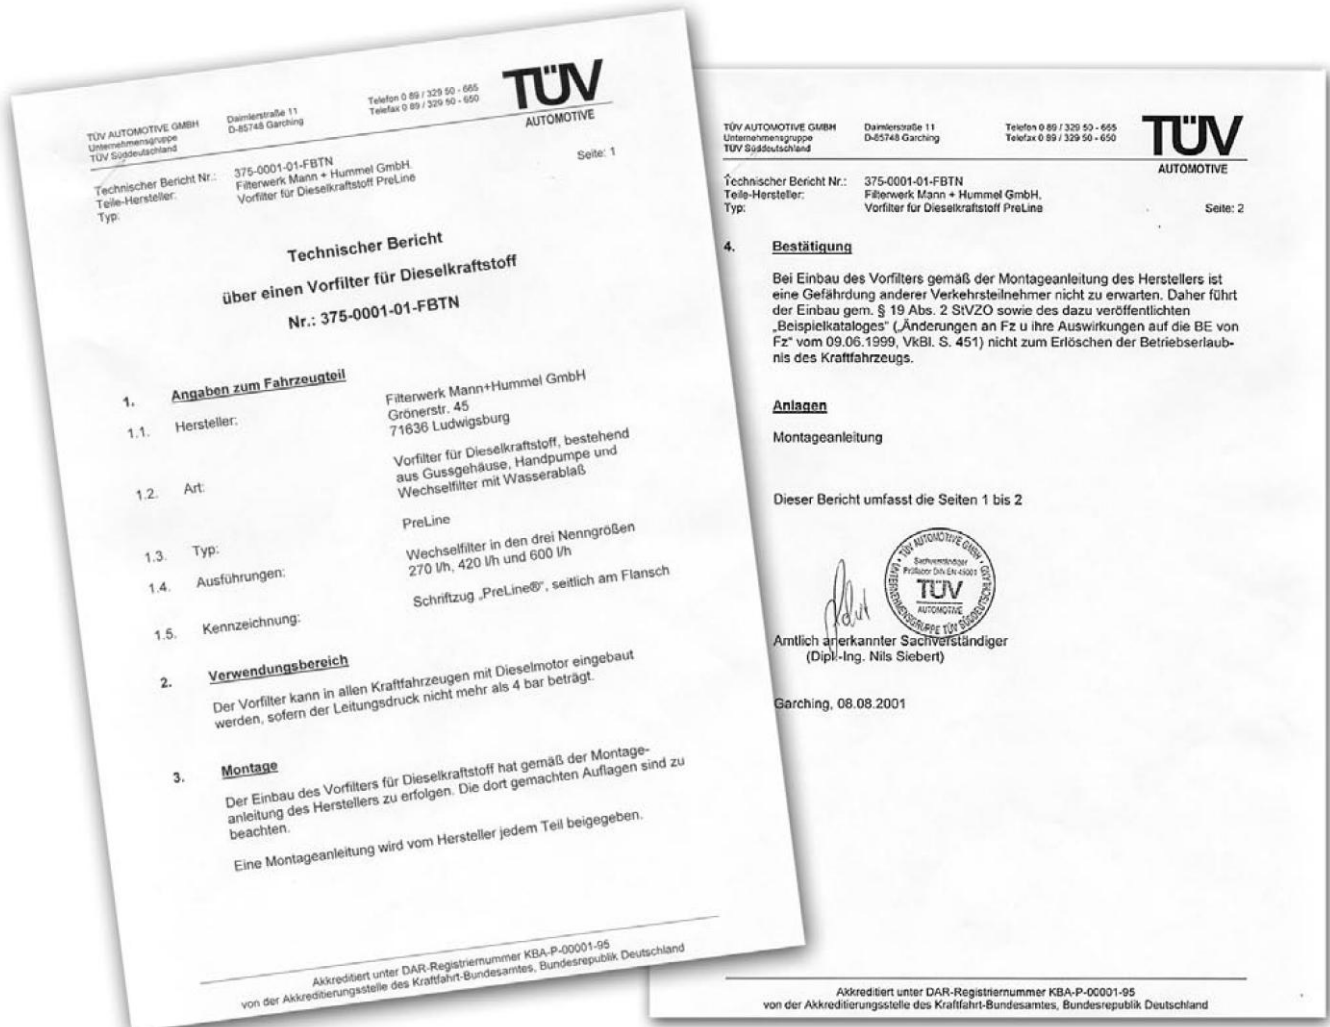 TÜV AUTOMOTIVE GMBH
Unternehmensgruppe
TÜV Süddeutschland
Daimlerstraße 11
D-85748 Garching
Telefon 0 89 / 329 50 - 665
Telefax 0 89 / 329 50 - 650
TÜV
AUTOMOTIVE
Technischer Bericht Nr.: 375-0001-01-FBTN
Teile-Hersteller: Filterwerk Mann + Hummel GmbH.
Typ: Vorfilter für Dieselkraftstoff PreLine
Seite: 1
Technischer Bericht
über einen Vorfilter für Dieselkraftstoff
Nr.: 375-0001-01-FBTN
1. Angaben zum Fahrzeugteil
1.1. Hersteller: Filterwerk Mann+Hummel GmbH
Grönerstr. 45
71636 Ludwigsburg
1.2. Art: Vorfilter für Dieselkraftstoff, bestehend
aus Gussgehäuse, Handpumpe und
Wechselfilter mit Wasserablaß
1.3. Typ: PreLine
1.4. Ausführungen: Wechselfilter in den drei Nenngrößen
270 l/h, 420 l/h und 600 l/h
1.5. Kennzeichnung: Schriftzug „PreLine®“, seitlich am Flansch
2. Verwendungsbereich
Der Vorfilter kann in allen Kraftfahrzeugen mit Dieselmotor eingebaut
werden, sofern der Leitungsdruck nicht mehr als 4 bar beträgt.
3. Montage
Der Einbau des Vorfilters für Dieselkraftstoff hat gemäß der Montage-
anleitung des Herstellers zu erfolgen. Die dort gemachten Auflagen sind zu
beachten.
Eine Montageanleitung wird vom Hersteller jedem Teil beigegeben.
Akkreditiert unter DAR-Registriernummer KBA-P-00001-95
von der Akkreditierungsstelle des Kraftfahrt-Bundesamtes, Bundesrepublik Deutschland
TÜV AUTOMOTIVE GMBH
Unternehmensgruppe
TÜV Süddeutschland
Daimlerstraße 11
D-85748 Garching
Telefon 0 89 / 329 50 - 665
Telefax 0 89 / 329 50 - 650
TÜV
AUTOMOTIVE
Technischer Bericht Nr.: 375-0001-01-FBTN
Teile-Hersteller: Filterwerk Mann + Hummel GmbH.
Typ: Vorfilter für Dieselkraftstoff PreLine
Seite: 2
4. Bestätigung
Bei Einbau des Vorfilters gemäß der Montageanleitung des Herstellers ist
eine Gefährdung anderer Verkehrsteilnehmer nicht zu erwarten. Daher führt
der Einbau gem. § 19 Abs. 2 StVZO sowie des dazu veröffentlichten
„Beispielkataloges“ („Änderungen an Fz u ihre Auswirkungen auf die BE von
Fz“ vom 09.06.1999, VkBl. S. 451) nicht zum Erlöschen der Betriebserlaub-
nis des Kraftfahrzeugs.
Anlagen
Montageanleitung
Dieser Bericht umfasst die Seiten 1 bis 2
TÜV AUTOMOTIVE GMBH
UNTERNEHMENSGRUPPE TÜV SÜDDEUTSCHLAND
Sachverständiger
Prüflabor DIN EN 45001
TÜV
AUTOMOTIVE
Amtlich anerkannter Sachverständiger
(Dipl.-Ing. Nils Siebert)
Garching, 08.08.2001
Akkreditiert unter DAR-Registriernummer KBA-P-00001-95
von der Akkreditierungsstelle des Kraftfahrt-Bundesamtes, Bundesrepublik Deutschland